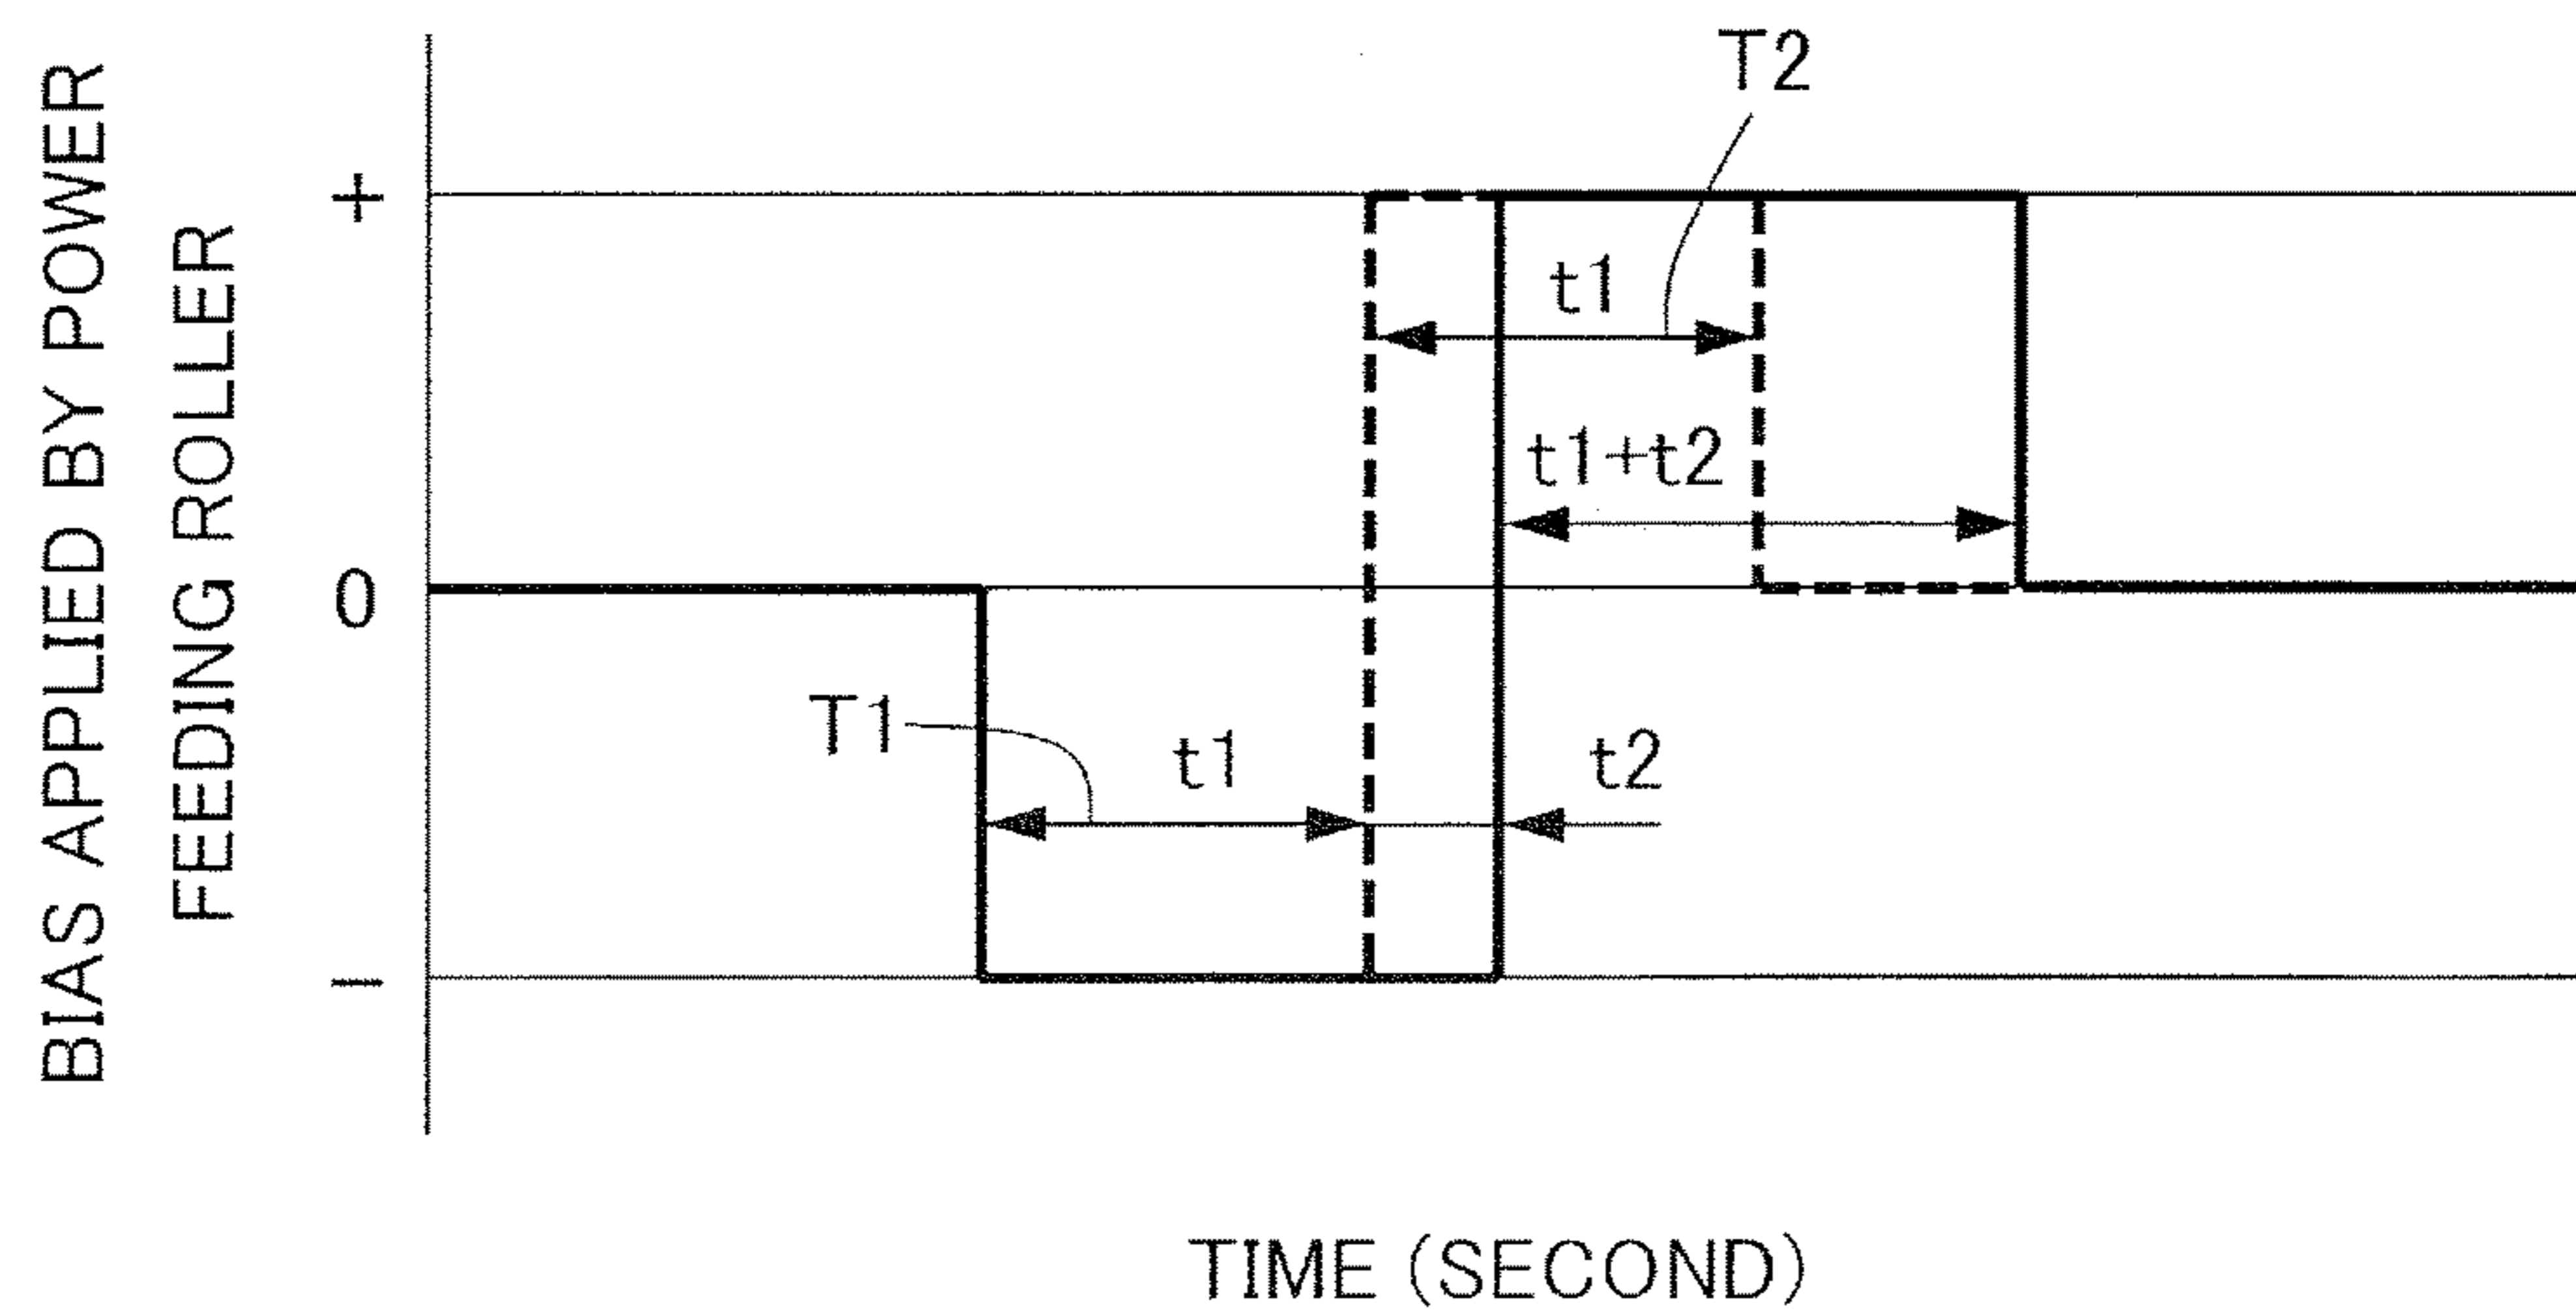 BIAS APPLIED BY POWER
FEEDING ROLLER
T2
+
t1
t1+t2
0
T1
t1
t2
−
TIME (SECOND)